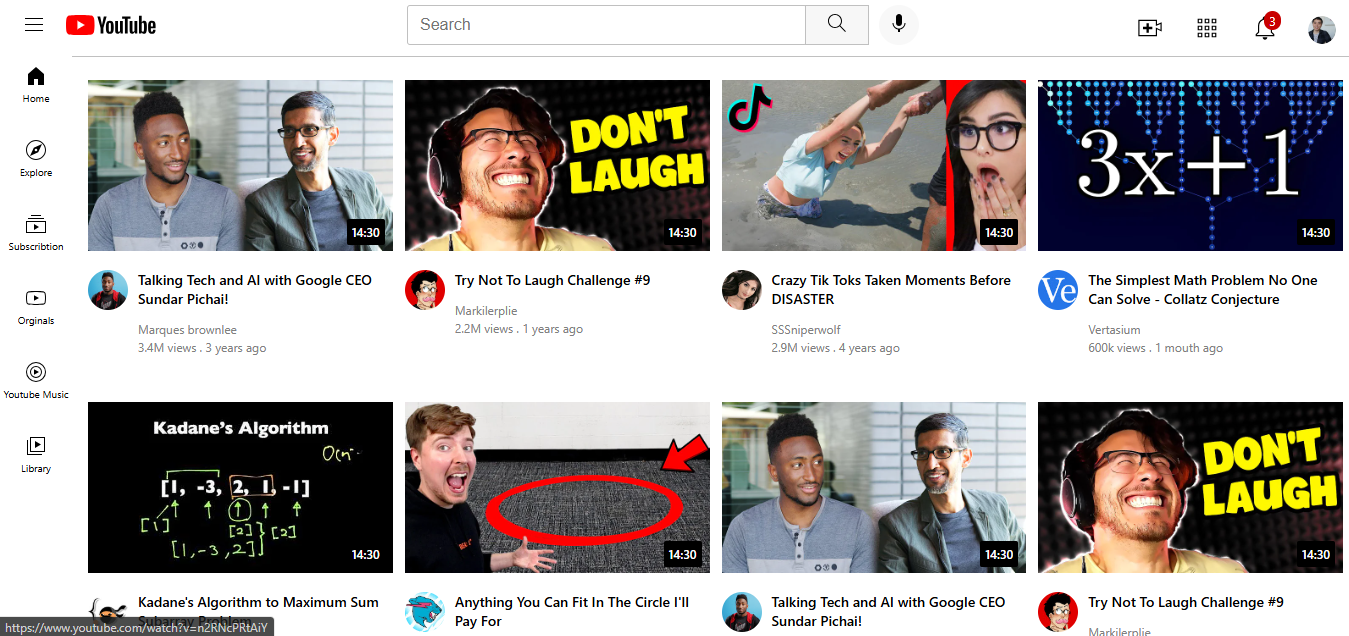 YouTube
Search
3
Home
Explore
Subscribtion
Orginals
Youtube Music
Library
14:30
DON'T
LAUGH
14:30
14:30
3x+1
14:30
Talking Tech and AI with Google CEO
Sundar Pichai!
Marques brownlee
3.4M views . 3 years ago
Try Not To Laugh Challenge #9
Markilerplie
2.2M views . 1 years ago
Crazy Tik Toks Taken Moments Before
DISASTER
SSSniperwolf
2.9M views . 4 years ago
Ve
The Simplest Math Problem No One
Can Solve - Collatz Conjecture
Vertasium
600k views . 1 mouth ago
Kadane's Algorithm
[1, -3, 2, 1, -1]
[1] [2] [2]
[1,-3,2]
14:30
14:30
14:30
DON'T
LAUGH
14:30
Kadane's Algorithm to Maximum Sum
Subarray Problem
Anything You Can Fit In The Circle I'll
Pay For
Talking Tech and AI with Google CEO
Sundar Pichai!
Try Not To Laugh Challenge #9
Markilerplie
https://www.youtube.com/watch?v=n2RNcPRtAiY